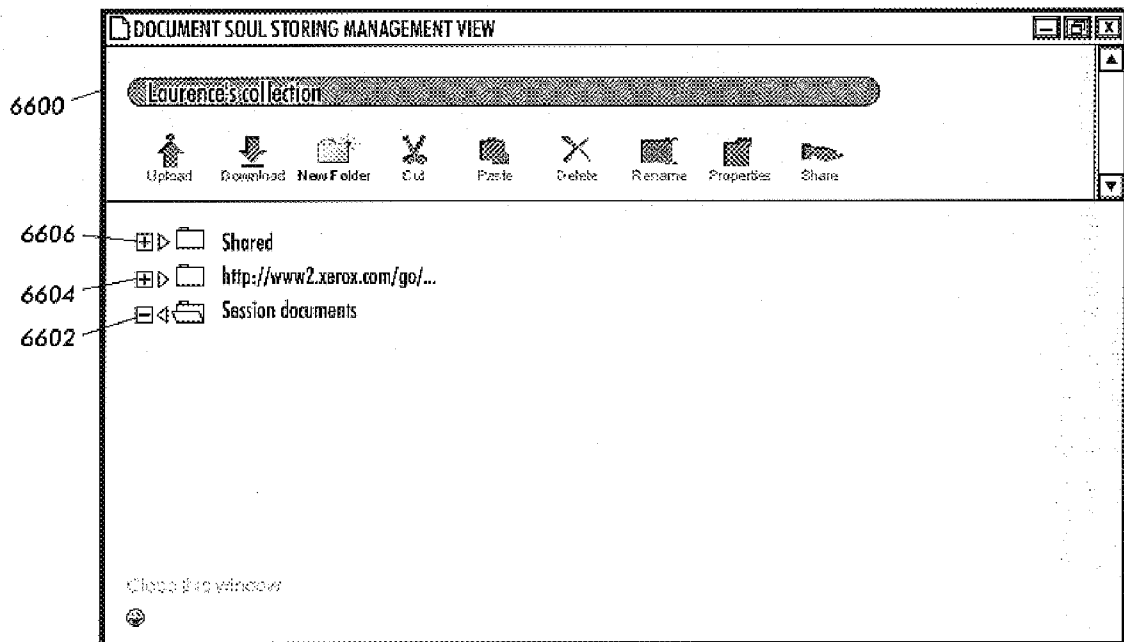 DOCUMENT SOUL STORING MANAGEMENT VIEW
X
6600
Laurence's collection
Upload Download New Folder Cut Paste Delete Rename Properties Share
6606
Shared
6604
http://www2.xerox.com/go/...
6602
Session documents
Close this window